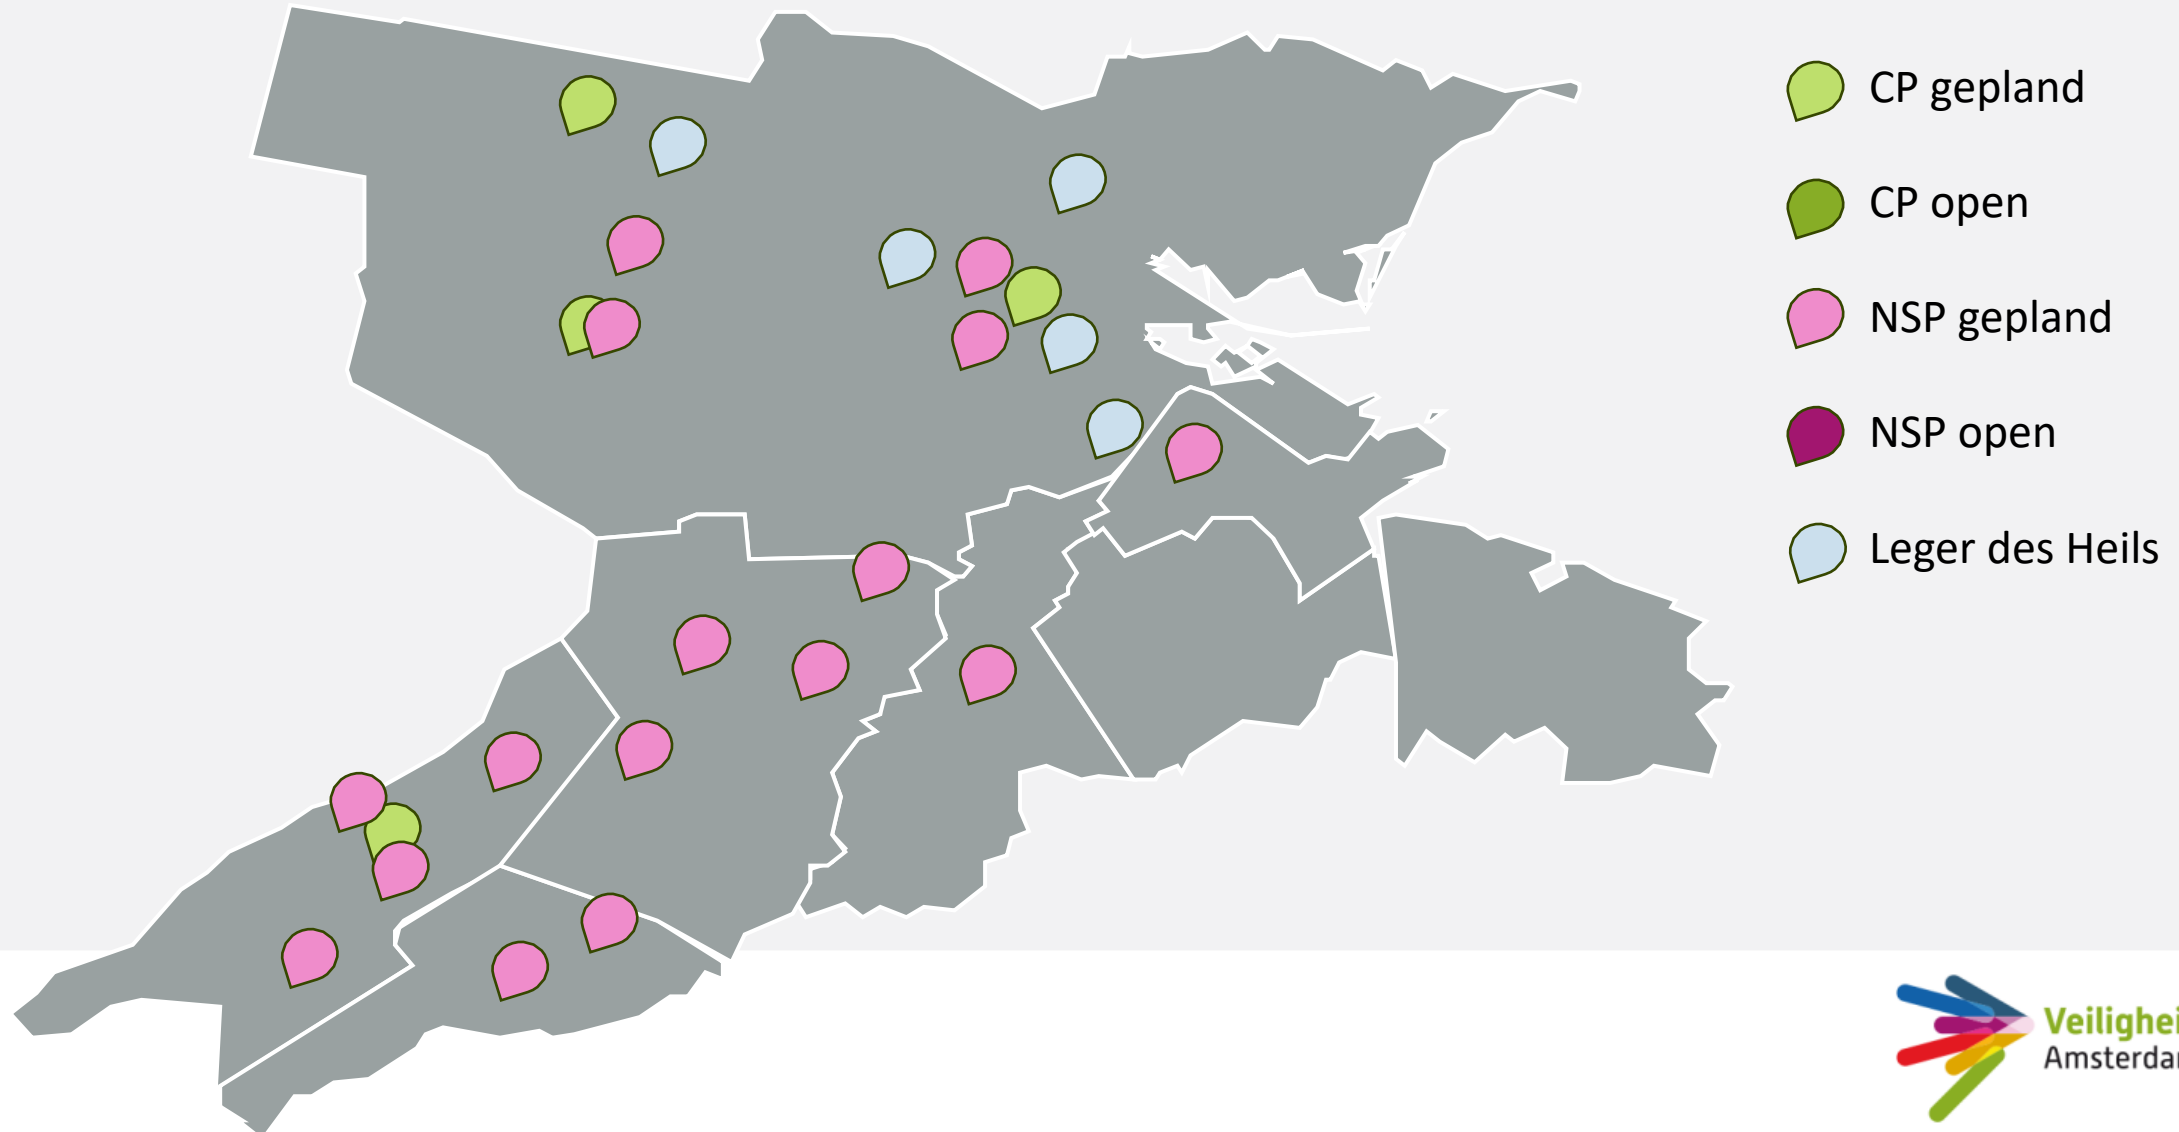 CP gepland
CP open
NSP gepland
NSP open
Leger des Heils